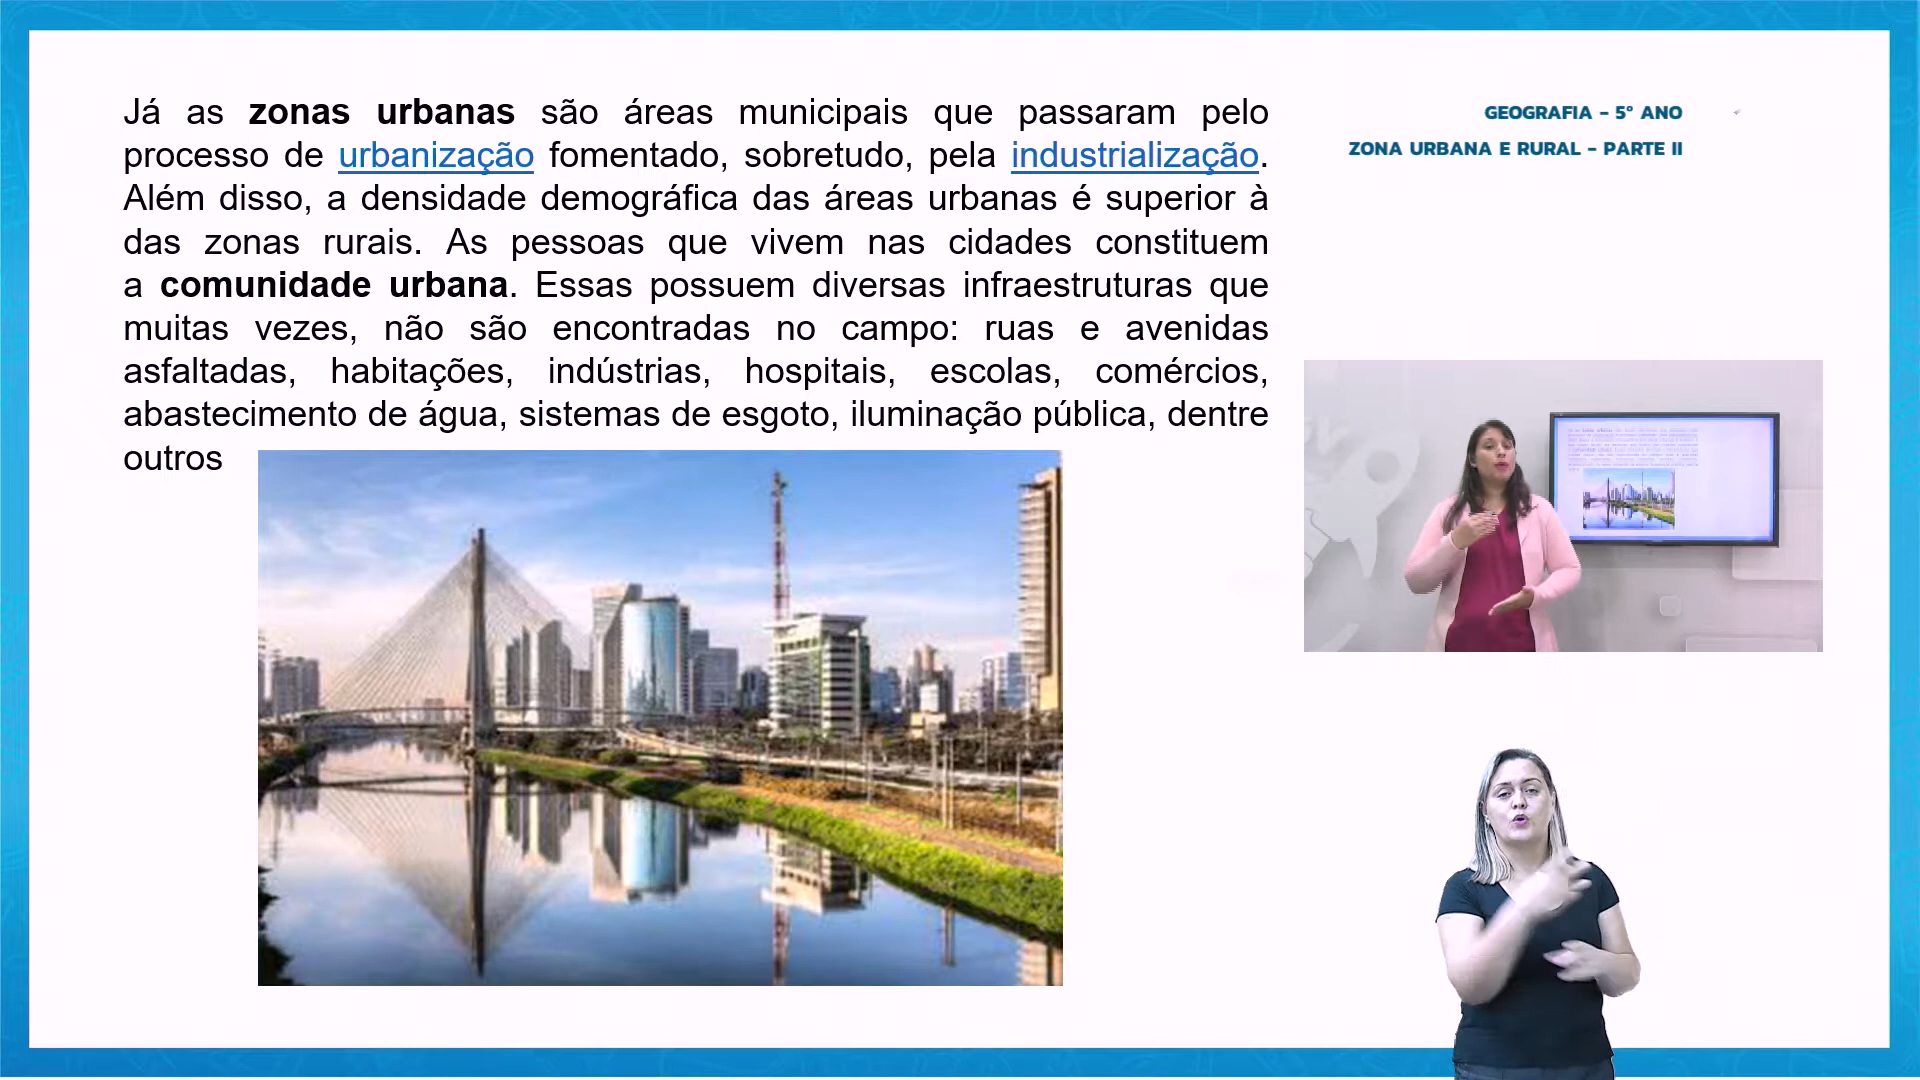 Já as zonas urbanas são áreas municipais que passaram pelo
processo de urbanização fomentado, sobretudo, pela industrialização.
Além disso, a densidade demográfica das áreas urbanas é superior à
das zonas rurais. As pessoas que vivem nas cidades constituem
a comunidade urbana. Essas possuem diversas infraestruturas que
muitas vezes, não são encontradas no campo: ruas e avenidas
asfaltadas, habitações, indústrias, hospitais, escolas, comércios,
abastecimento de água, sistemas de esgoto, iluminação pública, dentre
outros
GEOGRAFIA - 5° ANO
ZONA URBANA E RURAL - PARTE II